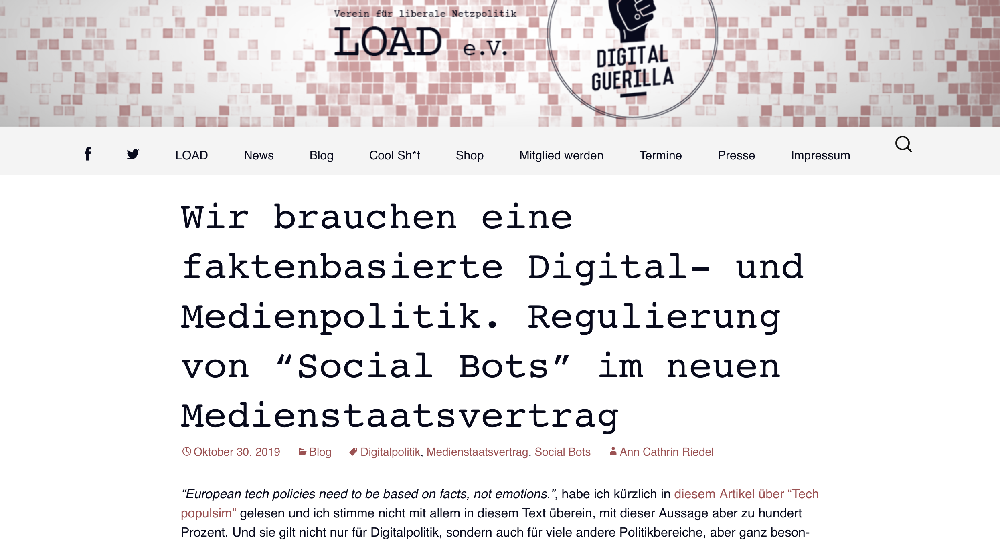 Verein für liberale Netzpolitik
LOAD e.V.
DIGITAL
GUERILLA
LOAD News Blog Cool Sh*t Shop Mitglied werden Termine Presse Impressum
Wir brauchen eine
faktenbasierte Digital- und
Medienpolitik. Regulierung
von “Social Bots” im neuen
Medienstaatsvertrag
Oktober 30, 2019 Blog Digitalpolitik, Medienstaatsvertrag, Social Bots Ann Cathrin Riedel
“European tech policies need to be based on facts, not emotions.”, habe ich kürzlich in diesem Artikel über “Tech
populsim” gelesen und ich stimme nicht mit allem in diesem Text überein, mit dieser Aussage aber zu hundert
Prozent. Und sie gilt nicht nur für Digitalpolitik, sondern auch für viele andere Politikbereiche, aber ganz beson-